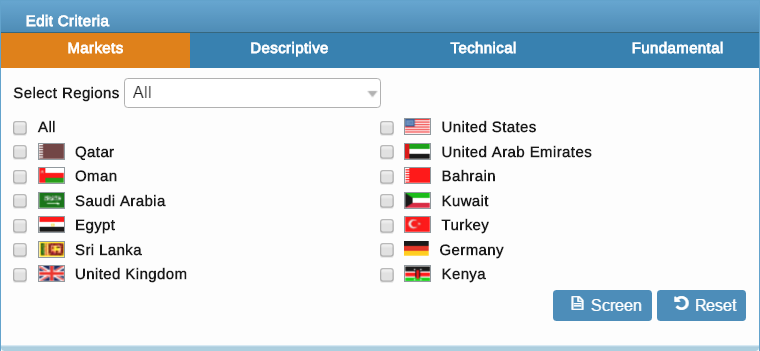 Edit Criteria
Markets Descriptive Technical Fundamental
Select Regions All
All United States
Qatar United Arab Emirates
Oman Bahrain
Saudi Arabia Kuwait
Egypt Turkey
Sri Lanka Germany
United Kingdom Kenya
Screen Reset